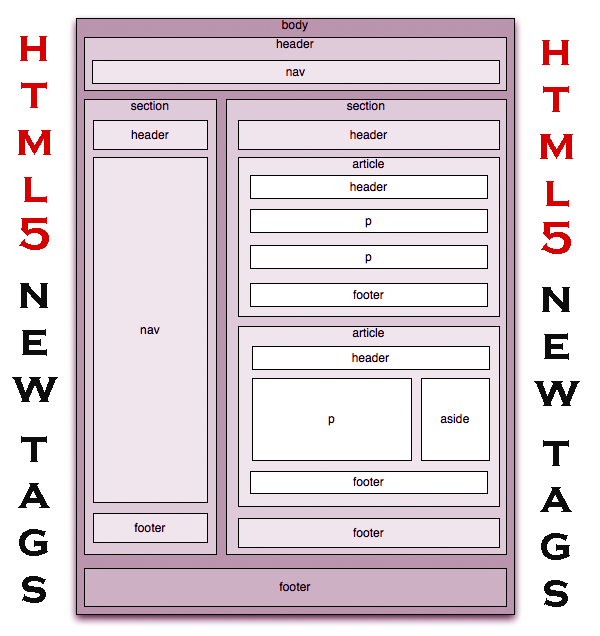 HTML5 NEW TAGS
body
header
nav
section
header
nav
footer
section
header
article
header
p
p
footer
article
header
p
aside
footer
footer
footer
HTML5 NEW TAGS